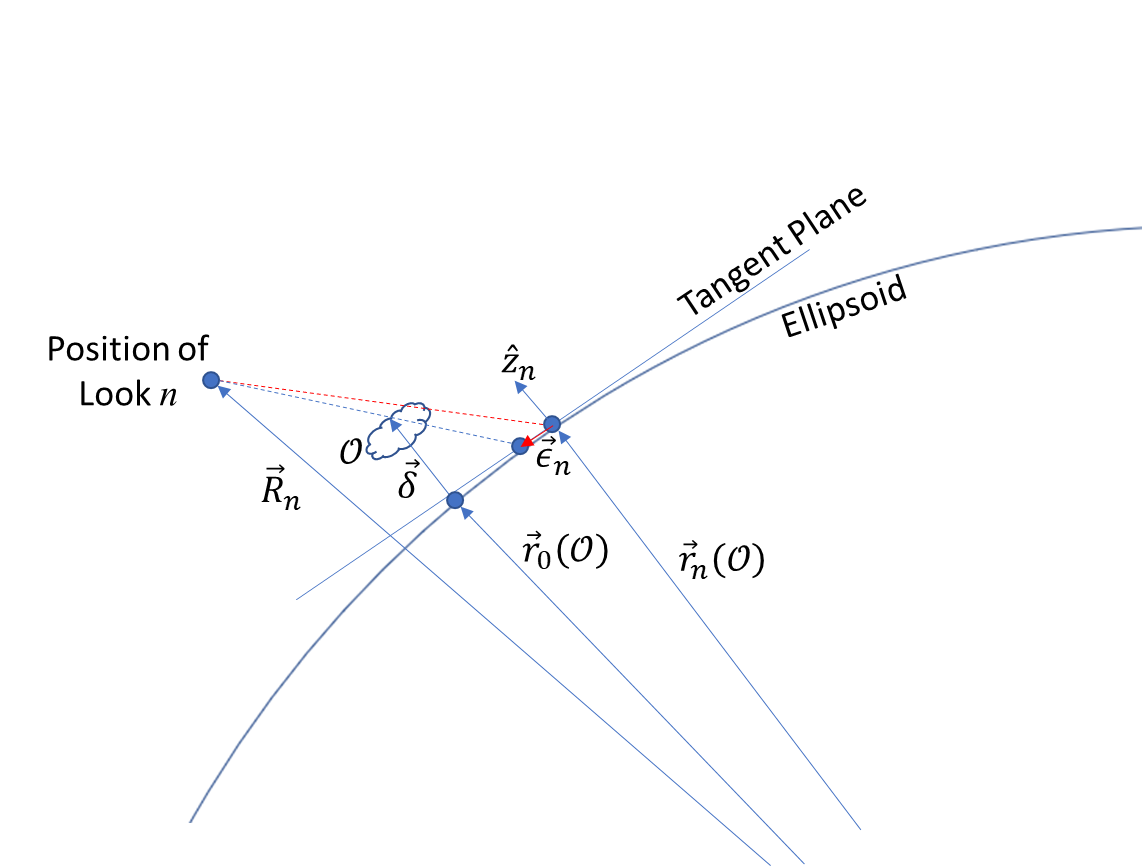 Tangent Plane
Ellipsoid
Position of
Look n
ẑₙ
𝒪
ϵ⃗ₙ
δ⃗
R⃗ₙ
r⃗₀(𝒪)
r⃗ₙ(𝒪)